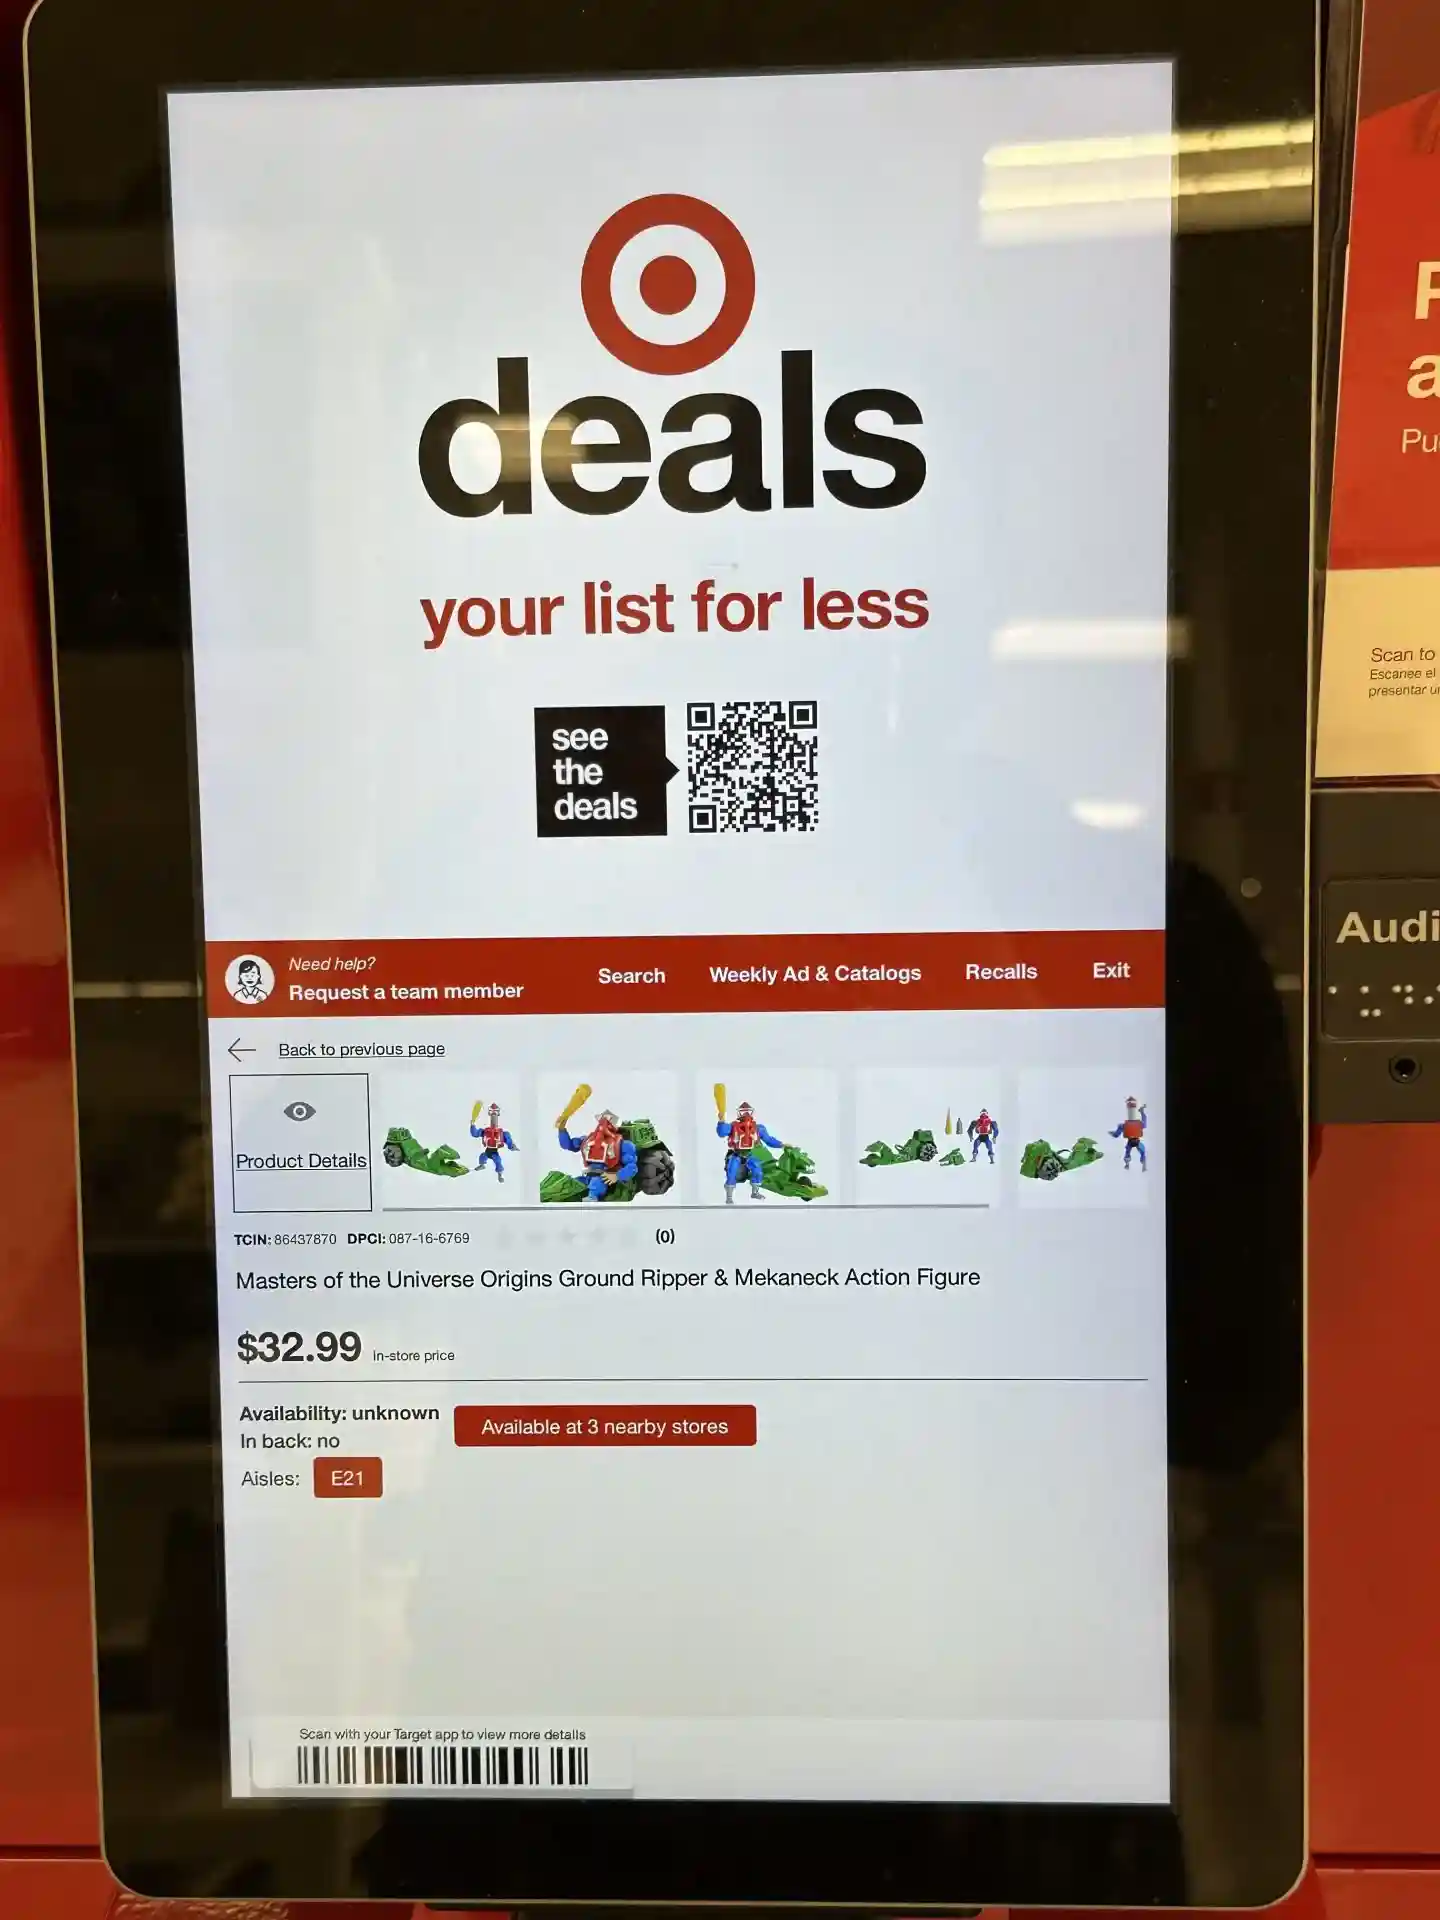 deals
your list for less
see
the
deals
Need help?
Request a team member
Search
Weekly Ad & Catalogs
Recalls
Exit
Back to previous page
Product Details
TCIN: 86437870 DPCI: 087-16-6769
(0)
Masters of the Universe Origins Ground Ripper & Mekaneck Action Figure
$32.99 in-store price
Availability: unknown
In back: no
Available at 3 nearby stores
Aisles: E21
Scan with your Target app to view more details
Scan to
Escanee el
presentar
Audi